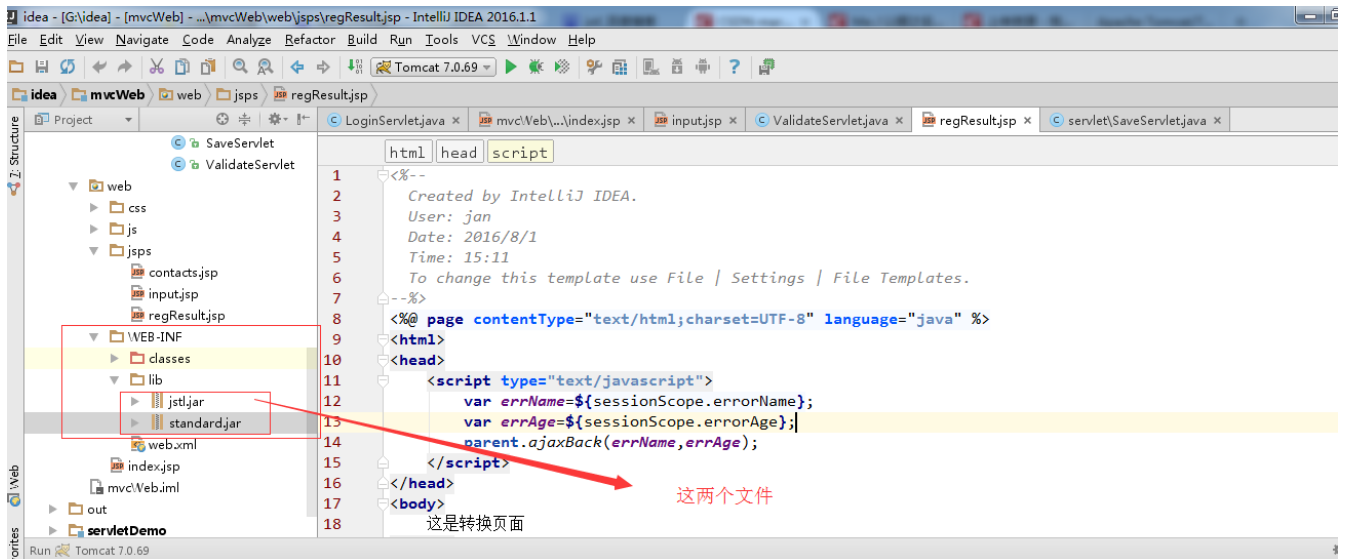 idea - [G:\idea] - [mvcWeb] - ...\mvcWeb\web\jsps\regResult.jsp - IntelliJ IDEA 2016.1.1
File Edit View Navigate Code Analyze Refactor Build Run Tools VCS Window Help
Tomcat 7.0.69
idea mvcWeb web jsps regResult.jsp
Project
LoginServlet.java mvcWeb\...\index.jsp input.jsp ValidateServlet.java regResult.jsp servlet\SaveServlet.java
7: Structure
Web
orites
SaveServlet
ValidateServlet
web
css
js
jsps
contacts.jsp
input.jsp
regResult.jsp
WEB-INF
classes
lib
jstl.jar
standard.jar
web.xml
index.jsp
mvcWeb.iml
out
servletDemo
html head script
1 <%--
2 Created by IntelliJ IDEA.
3 User: jan
4 Date: 2016/8/1
5 Time: 15:11
6 To change this template use File | Settings | File Templates.
7 --%>
8 <%@ page contentType="text/html;charset=UTF-8" language="java" %>
9 <html>
10 <head>
11 <script type="text/javascript">
12 var errName=${sessionScope.errorName};
13 var errAge=${sessionScope.errorAge};
14 parent.ajaxBack(errName,errAge);
15 </script>
16 </head>
17 <body>
18 这是转换页面
这两个文件
Run Tomcat 7.0.69